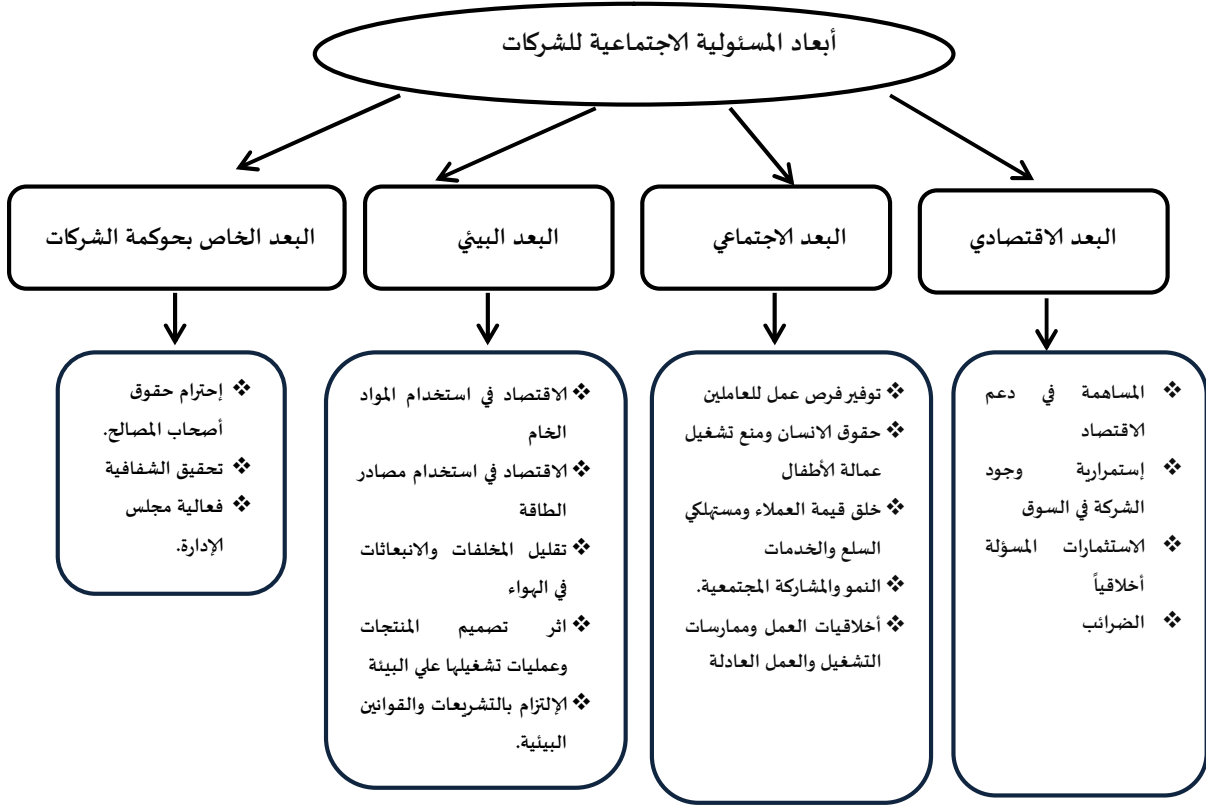 أبعاد المسئولية الاجتماعية للشركات
البعد الاقتصادي
البعد الاجتماعي
البعد البيئي
البعد الخاص بحوكمة الشركات
❖ المساهمة في دعم
الاقتصاد
❖ إستمرارية وجود
الشركة في السوق
❖ الاستثمارات المسؤلة
أخلاقياً
❖ الضرائب
❖ توفير فرص عمل للعاملين
❖ حقوق الانسان ومنع تشغيل
عمالة الأطفال
❖ خلق قيمة العملاء ومستهلكي
السلع والخدمات
❖ النمو والمشاركة المجتمعية.
❖ أخلاقيات العمل وممارسات
التشغيل والعمل العادلة
❖ الاقتصاد في استخدام المواد
الخام
❖ الاقتصاد في استخدام مصادر
الطاقة
❖ تقليل المخلفات والانبعاثات
في الهواء
❖ اثر تصميم المنتجات
وعمليات تشغيلها علي البيئة
❖ الإلتزام بالتشريعات والقوانين
البيئية.
❖ إحترام حقوق
أصحاب المصالح.
❖ تحقيق الشفافية
❖ فعالية مجلس
الإدارة.